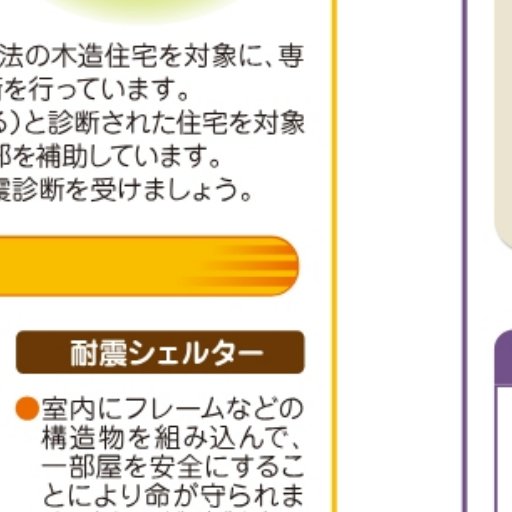 法の木造住宅を対象に、専
を行っています。
る)と診断された住宅を対象
部を補助しています。
震診断を受けましょう。
耐震シェルター
●室内にフレームなどの
構造物を組み込んで、
一部屋を安全にするこ
とにより命が守られま